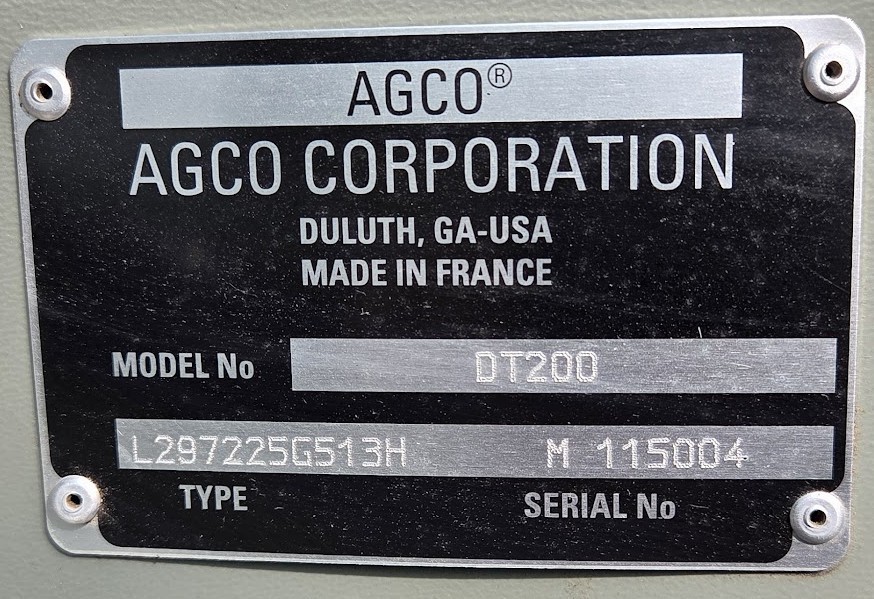 AGCO®
AGCO CORPORATION
DULUTH, GA-USA
MADE IN FRANCE
MODEL No DT200
L297225G513H M 115004
TYPE SERIAL No